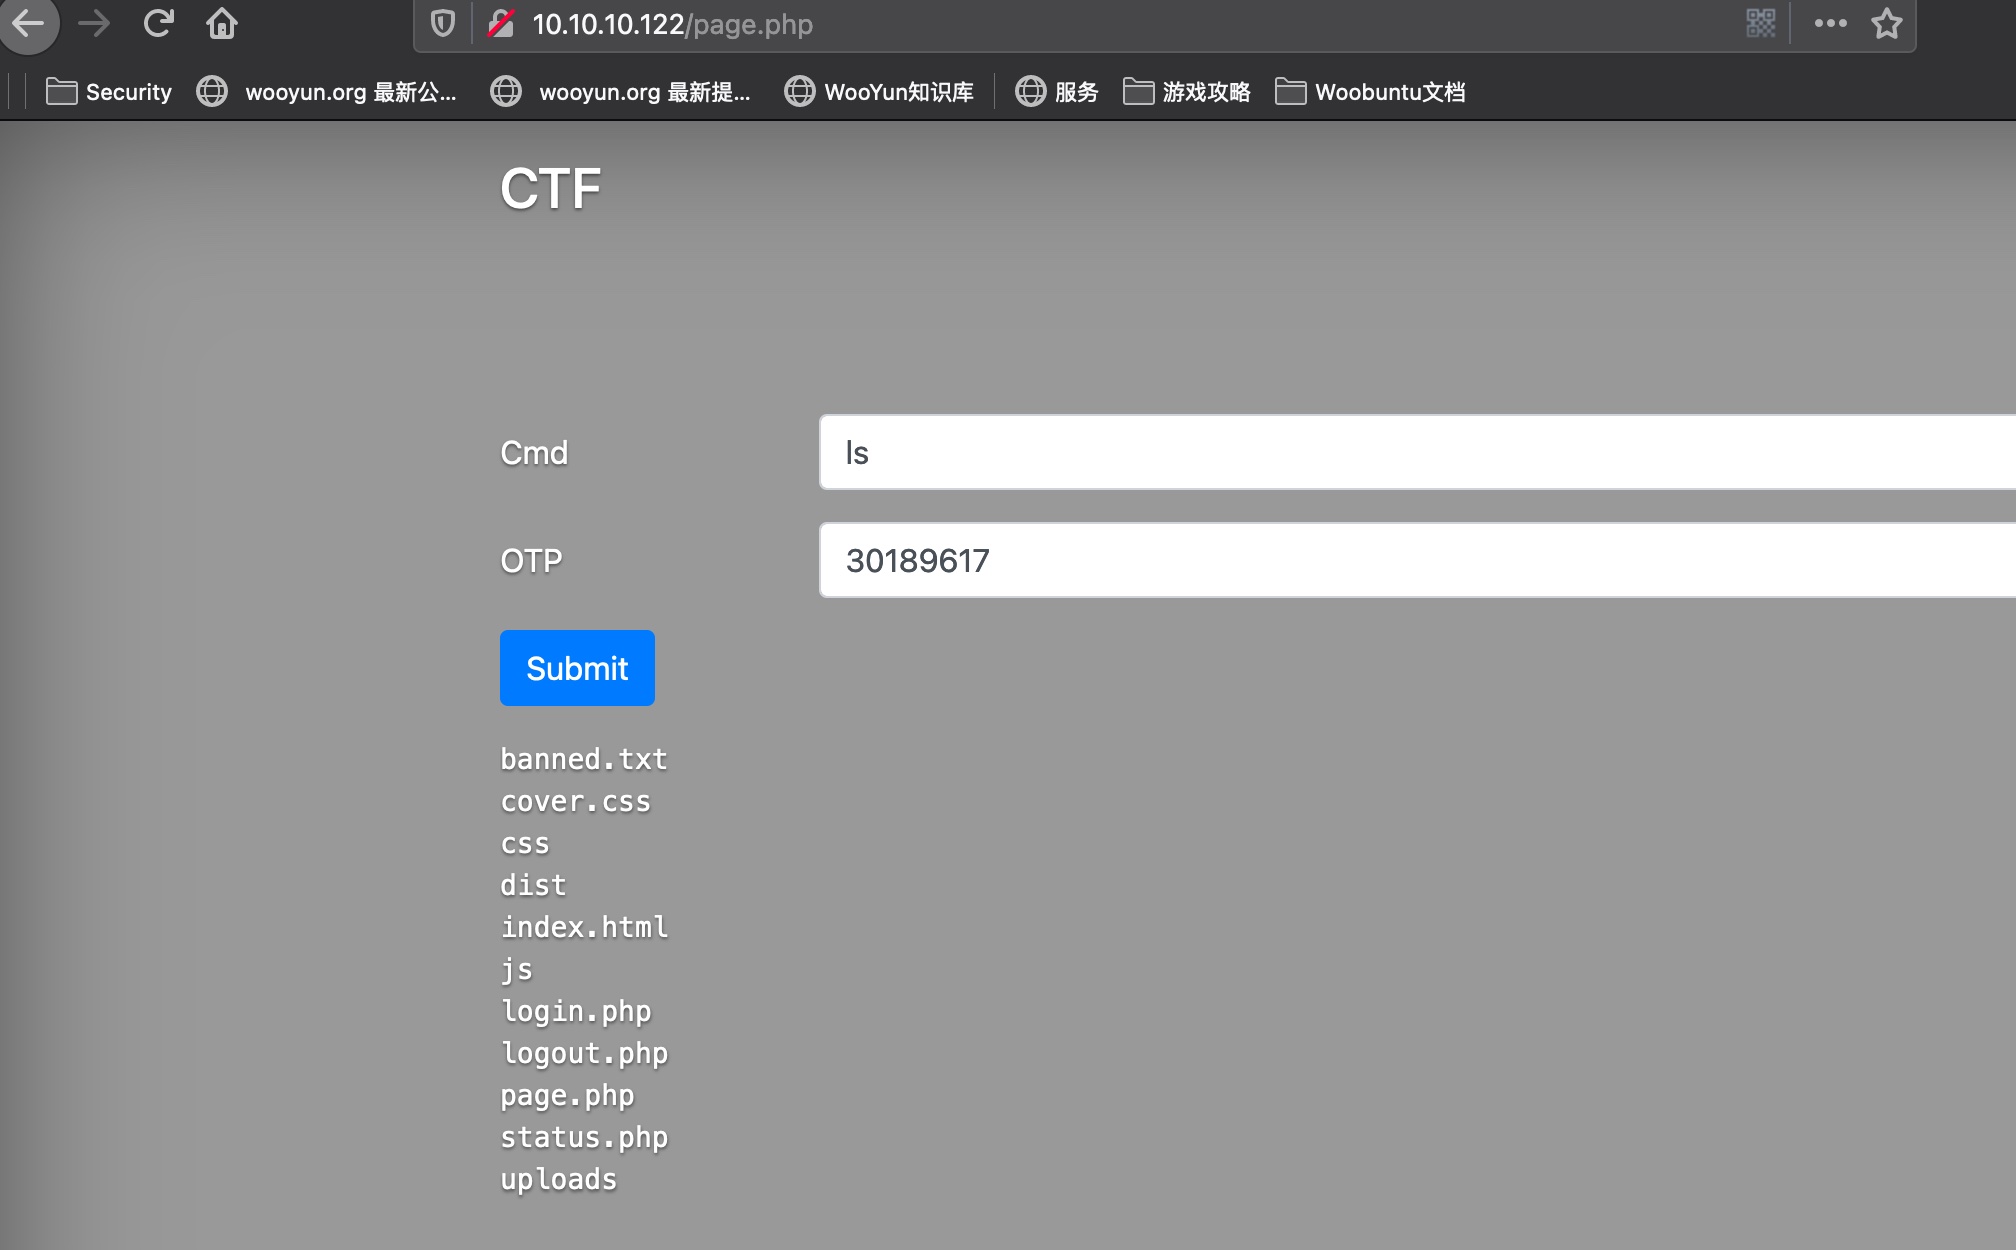 10.10.10.122/page.php
Security wooyun.org 最新公... wooyun.org 最新提... WooYun知识库 服务 游戏攻略 Woobuntu文档
CTF
Cmd ls
OTP 30189617
Submit
banned.txt
cover.css
css
dist
index.html
js
login.php
logout.php
page.php
status.php
uploads